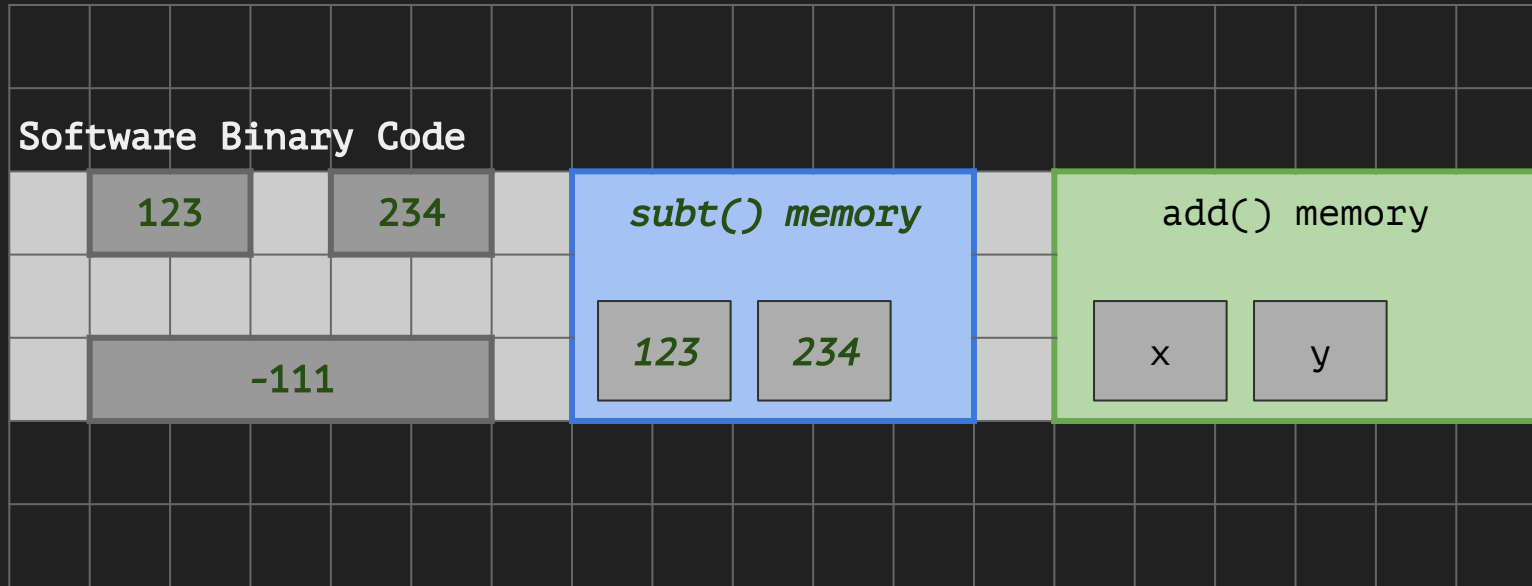 Software Binary Code
123 234 subt() memory add() memory
123 234 x y
-111